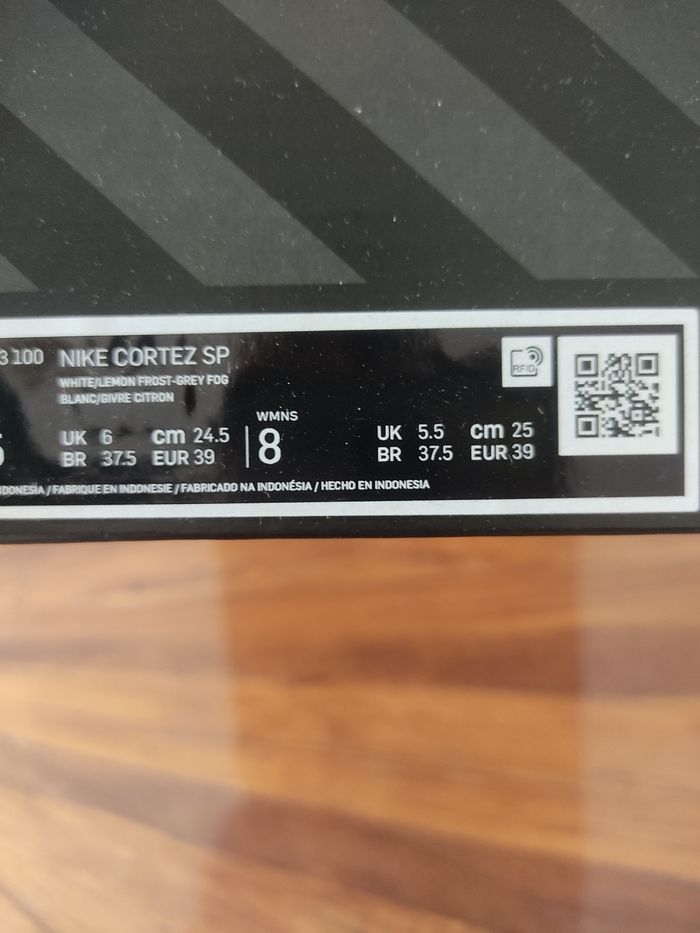 3 100 NIKE CORTEZ SP
WHITE/LEMON FROST-GREY FOG
BLANC/GIVRE CITRON
RFID
WMNS
8
UK 6 cm 24.5
BR 37.5 EUR 39
UK 5.5 cm 25
BR 37.5 EUR 39
/ FABRIQUE EN INDONESIE / FABRICADO NA INDONÉSIA / HECHO EN INDONESIA